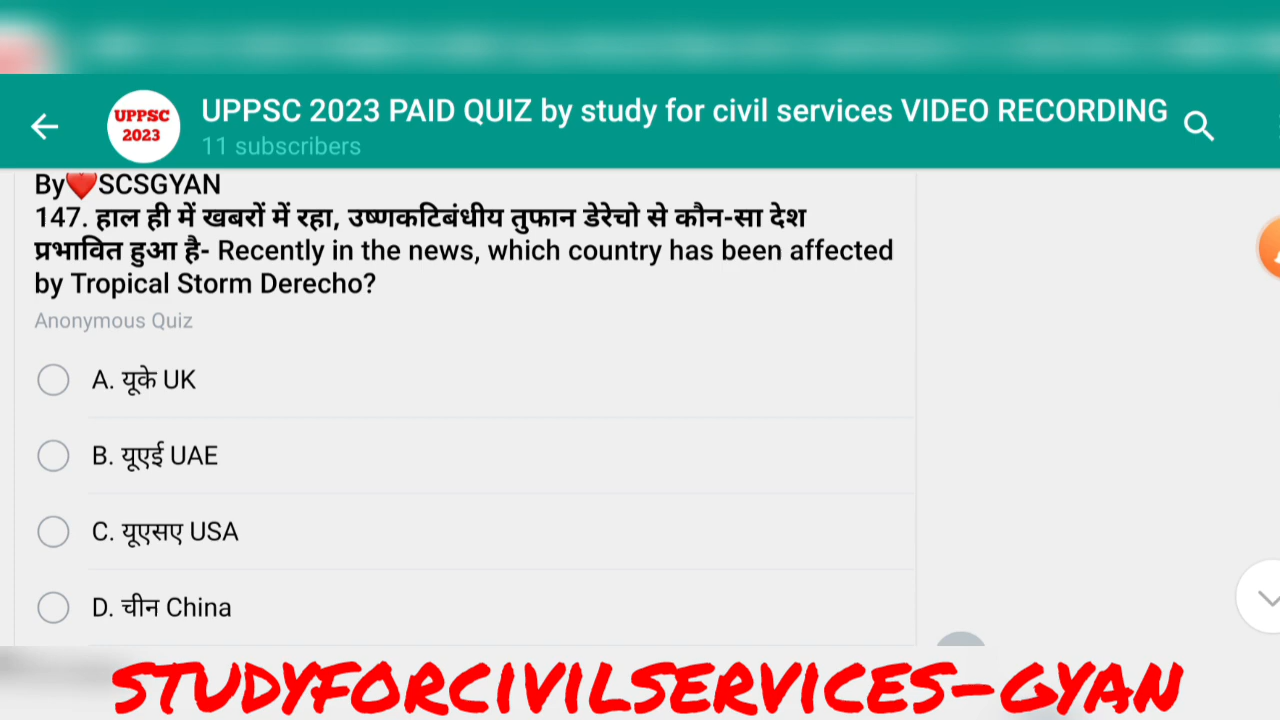 UPPSC 2023
UPPSC 2023 PAID QUIZ by study for civil services VIDEO RECORDING
11 subscribers
By❤️SCSGYAN
147. हाल ही में खबरों में रहा, उष्णकटिबंधीय तुफान डेरेचो से कौन-सा देश
प्रभावित हुआ है- Recently in the news, which country has been affected
by Tropical Storm Derecho?
Anonymous Quiz
A. यूके UK
B. यूएई UAE
C. यूएसए USA
D. चीन China
STUDYFORCIVILSERVICES-GYAN